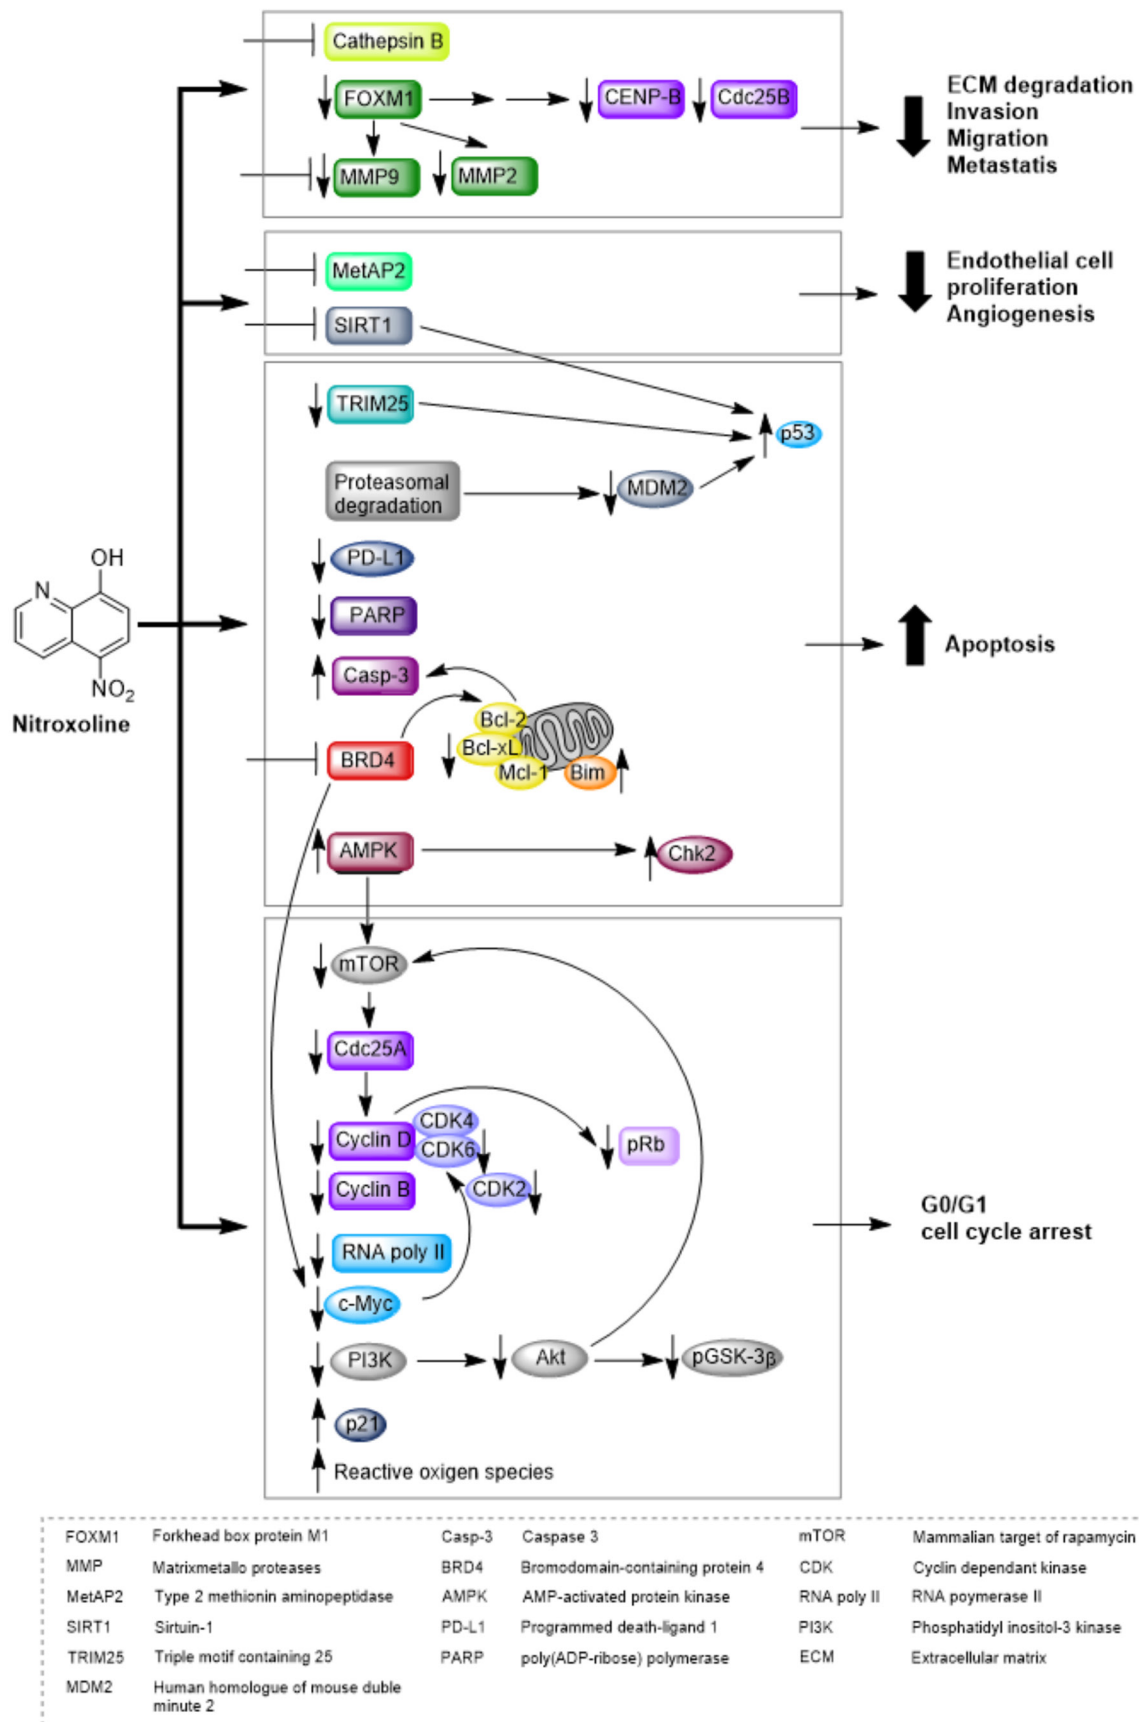 Cathepsin B
FOXM1
CENP-B
Cdc25B
MMP9
MMP2
ECM degradation
Invasion
Migration
Metastatis
MetAP2
SIRT1
Endothelial cell
proliferation
Angiogenesis
TRIM25
p53
Proteasomal
degradation
MDM2
PD-L1
PARP
Casp-3
Bcl-2
Bcl-xL
Mcl-1
Bim
BRD4
AMPK
Chk2
Apoptosis
OH
N
NO2
Nitroxoline
mTOR
Cdc25A
Cyclin D
CDK4
CDK6
pRb
Cyclin B
CDK2
RNA poly II
c-Myc
PI3K
Akt
pGSK-3β
p21
Reactive oxigen species
G0/G1
cell cycle arrest
FOXM1 Forkhead box protein M1
MMP Matrixmetallo proteases
MetAP2 Type 2 methionin aminopeptidase
SIRT1 Sirtuin-1
TRIM25 Triple motif containing 25
MDM2 Human homologue of mouse duble
minute 2
Casp-3 Caspase 3
BRD4 Bromodomain-containing protein 4
AMPK AMP-activated protein kinase
PD-L1 Programmed death-ligand 1
PARP poly(ADP-ribose) polymerase
mTOR Mammalian target of rapamycin
CDK Cyclin dependant kinase
RNA poly II RNA poymerase II
PI3K Phosphatidyl inositol-3 kinase
ECM Extracellular matrix